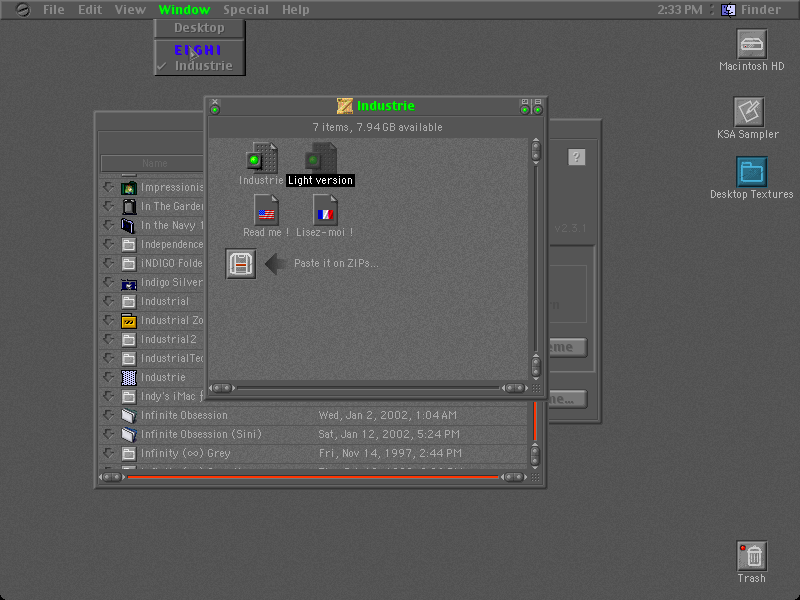 File Edit View Window Special Help 2:33 PM Finder
Desktop
EIGHT
✓ Industrie
Macintosh HD
KSA Sampler
Desktop Textures
Trash
Industrie
7 items, 7.94 GB available
Industrie
Light version
Read me !
Lisez-moi !
Paste it on ZIPs...
?
v2.3.1
Name
Impressionis
In The Garde
In the Navy 1
Independence
iNDIGO Folde
Indigo Silver
Industrial
Industrial Zo
Industrial2
IndustrialTec
Industrie
Indy's iMac f
Infinite Obsession Wed, Jan 2, 2002, 1:04 AM
Infinite Obsession (Sini) Sat, Jan 12, 2002, 5:24 PM
Infinity (∞) Grey Fri, Nov 14, 1997, 2:44 PM